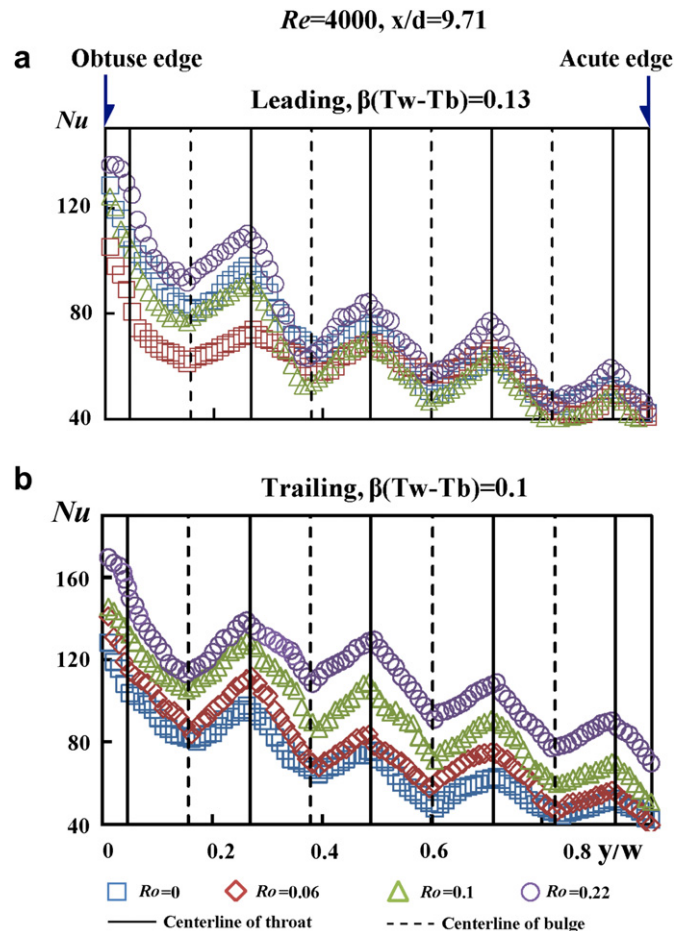 Re=4000, x/d=9.71
a
Obtuse edge
Acute edge
Leading, β(Tw-Tb)=0.13
Nu
120
80
40
b
Trailing, β(Tw-Tb)=0.1
Nu
160
120
80
40
0 0.2 0.4 0.6 0.8 y/w
Ro=0 Ro=0.06 Ro=0.1 Ro=0.22
Centerline of throat Centerline of bulge